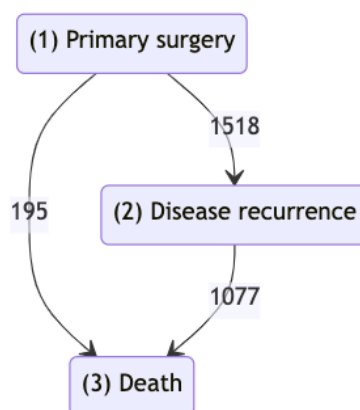 (1) Primary surgery
1518
195
(2) Disease recurrence
1077
(3) Death